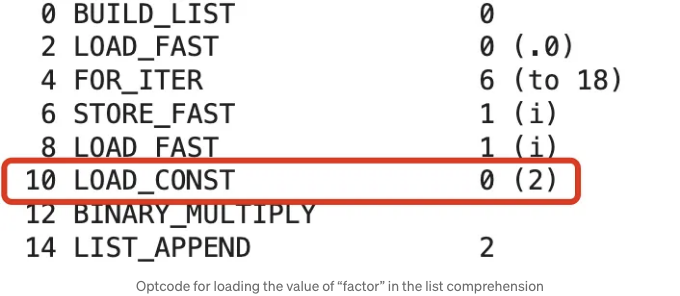 0 BUILD_LIST 0
2 LOAD_FAST 0 (.0)
4 FOR_ITER 6 (to 18)
6 STORE_FAST 1 (i)
8 LOAD_FAST 1 (i)
10 LOAD_CONST 0 (2)
12 BINARY_MULTIPLY
14 LIST_APPEND 2
Optcode for loading the value of “factor” in the list comprehension